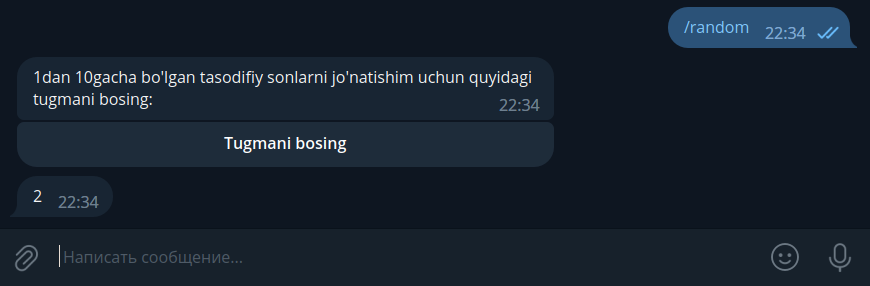 /random 22:34
1dan 10gacha bo'lgan tasodifiy sonlarni jo'natishim uchun quyidagi
tugmani bosing: 22:34
Tugmani bosing
2 22:34
Написать сообщение...